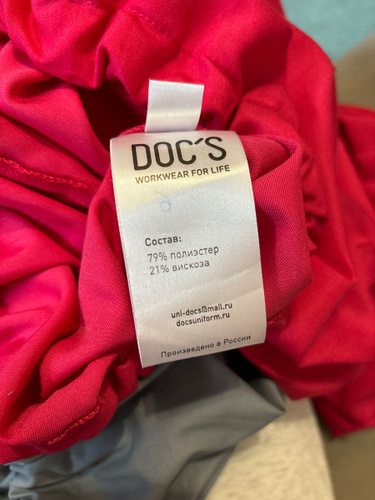 DOC'S
WORKWEAR FOR LIFE
Состав:
79% полиэстер
21% вискоза
uni-docs@mail.ru
docsuniform.ru
Произведено в России